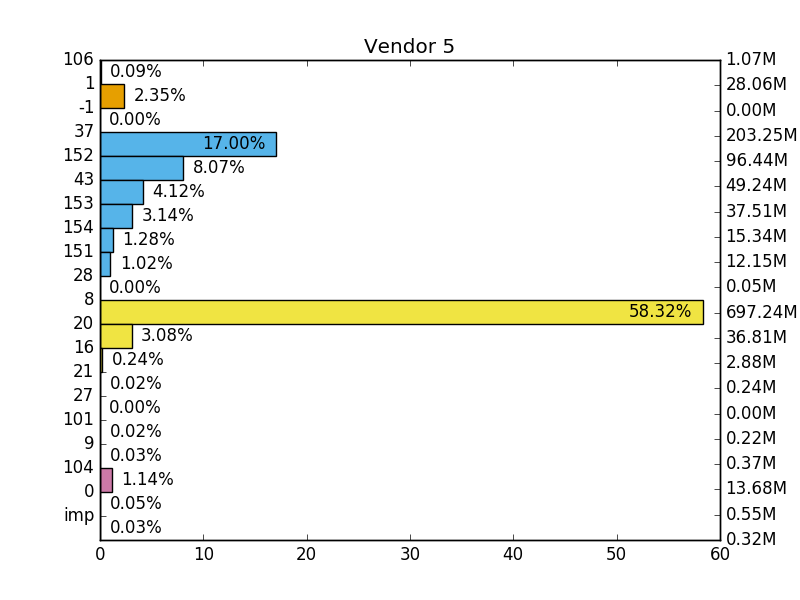 Vendor 5
106 0.09% 1.07M
1 2.35% 28.06M
-1 0.00% 0.00M
37 17.00% 203.25M
152 8.07% 96.44M
43 4.12% 49.24M
153 3.14% 37.51M
154 1.28% 15.34M
151 1.02% 12.15M
28 0.00% 0.05M
8 58.32% 697.24M
20 3.08% 36.81M
16 0.24% 2.88M
21 0.02% 0.24M
27 0.00% 0.00M
101 0.02% 0.22M
9 0.03% 0.37M
104 1.14% 13.68M
0 0.05% 0.55M
imp 0.03% 0.32M
0 10 20 30 40 50 60